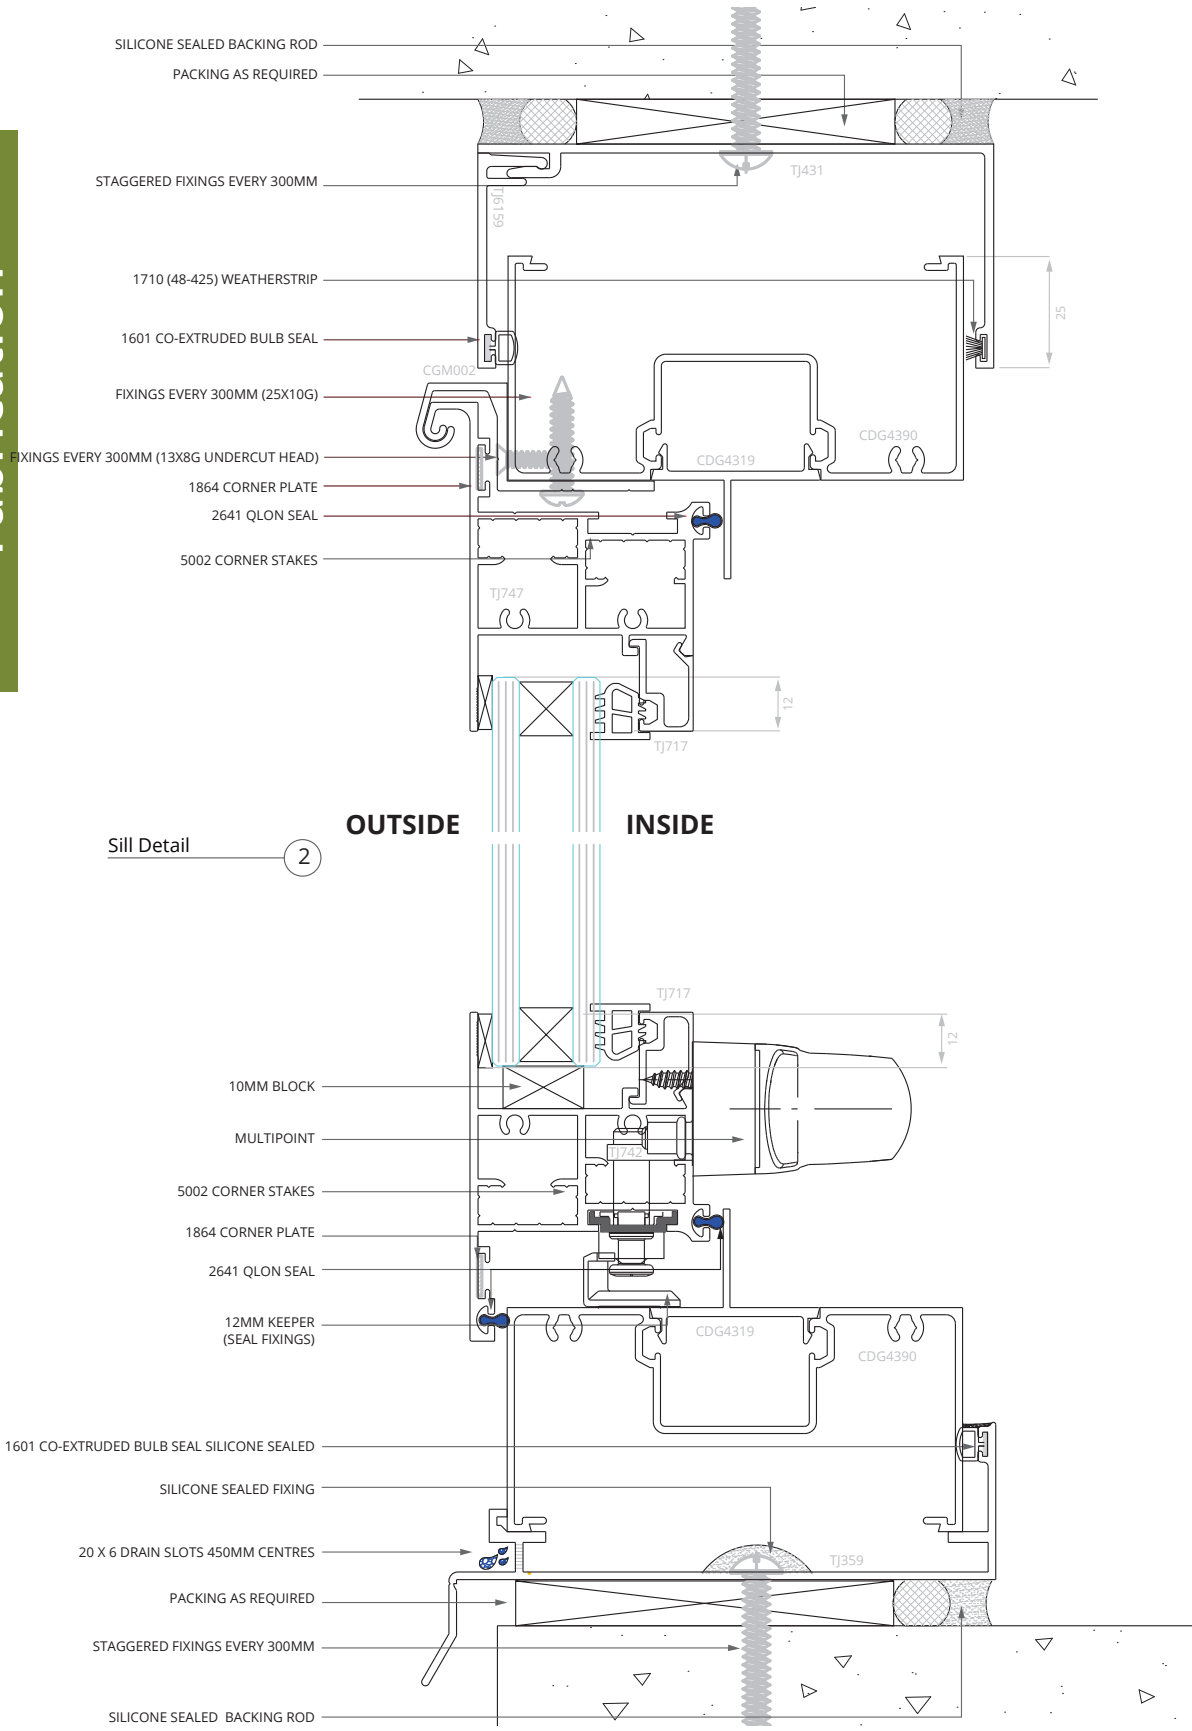 SILICONE SEALED BACKING ROD
PACKING AS REQUIRED
TJ431
STAGGERED FIXINGS EVERY 300MM
TJ6159
1710 (48-425) WEATHERSTRIP
25
1601 CO-EXTRUDED BULB SEAL
CGM002
FIXINGS EVERY 300MM (25X10G)
CDG4390
FIXINGS EVERY 300MM (13X8G UNDERCUT HEAD)
CDG4319
1864 CORNER PLATE
2641 QLON SEAL
5002 CORNER STAKES
TJ747
12
TJ717
OUTSIDE
INSIDE
Sill Detail
2
TJ717
12
10MM BLOCK
MULTIPOINT
TJ742
5002 CORNER STAKES
1864 CORNER PLATE
2641 QLON SEAL
12MM KEEPER
(SEAL FIXINGS)
CDG4319
CDG4390
1601 CO-EXTRUDED BULB SEAL SILICONE SEALED
SILICONE SEALED FIXING
20 X 6 DRAIN SLOTS 450MM CENTRES
TJ359
PACKING AS REQUIRED
STAGGERED FIXINGS EVERY 300MM
SILICONE SEALED BACKING ROD